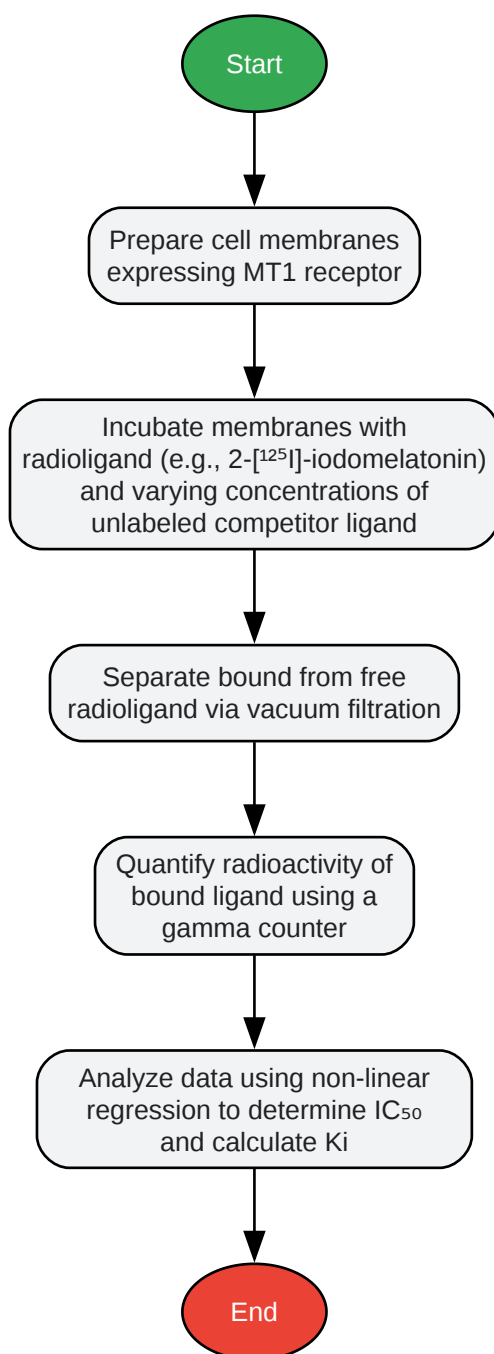 Start
Prepare cell membranes
expressing MT1 receptor
Incubate membranes with
radioligand (e.g., 2-[¹²⁵I]-iodomelatonin)
and varying concentrations of
unlabeled competitor ligand
Separate bound from free
radioligand via vacuum filtration
Quantify radioactivity of
bound ligand using a
gamma counter
Analyze data using non-linear
regression to determine IC₅₀
and calculate Ki
End